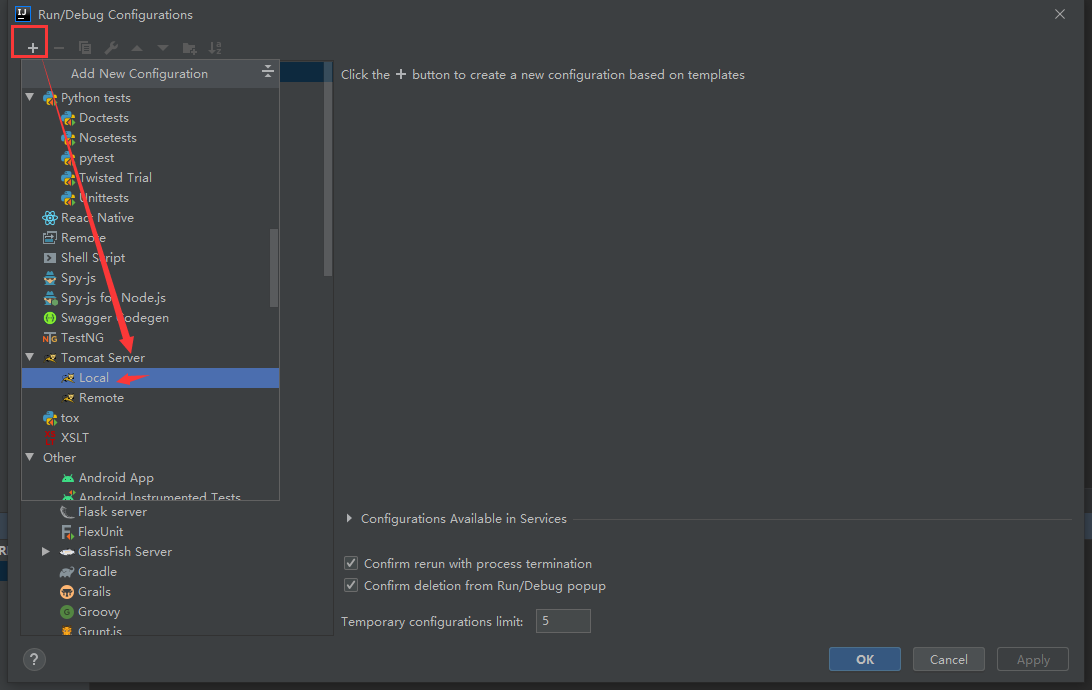 Run/Debug Configurations
Add New Configuration
Python tests
Doctests
Nosetests
pytest
Twisted Trial
Unittests
React Native
Remote
Shell Script
Spy-js
Spy-js for Node.js
Swagger Codegen
TestNG
Tomcat Server
Local
Remote
tox
XSLT
Other
Android App
Android Instrumented Tests
Flask server
FlexUnit
GlassFish Server
Gradle
Grails
Groovy
Grunt.js
Click the + button to create a new configuration based on templates
Configurations Available in Services
Confirm rerun with process termination
Confirm deletion from Run/Debug popup
Temporary configurations limit: 5
?
OK Cancel Apply